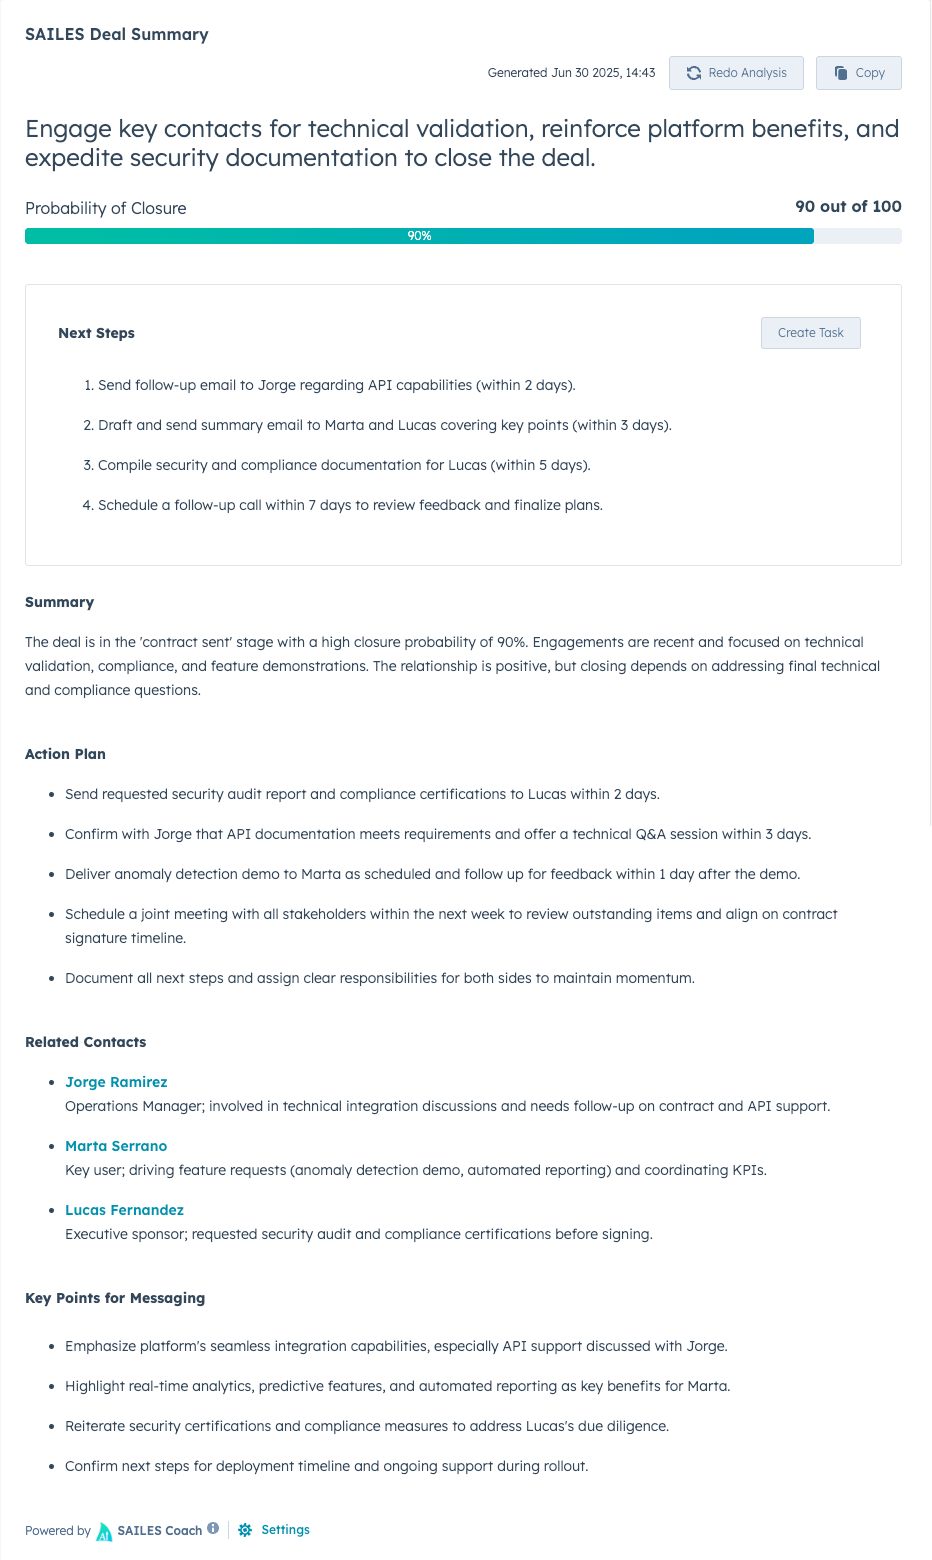 SAILES Deal Summary
Generated Jun 30 2025, 14:43
Redo Analysis
Copy
Engage key contacts for technical validation, reinforce platform benefits, and
expedite security documentation to close the deal.
Probability of Closure
90 out of 100
90%
Next Steps
Create Task
1. Send follow-up email to Jorge regarding API capabilities (within 2 days).
2. Draft and send summary email to Marta and Lucas covering key points (within 3 days).
3. Compile security and compliance documentation for Lucas (within 5 days).
4. Schedule a follow-up call within 7 days to review feedback and finalize plans.
Summary
The deal is in the 'contract sent' stage with a high closure probability of 90%. Engagements are recent and focused on technical
validation, compliance, and feature demonstrations. The relationship is positive, but closing depends on addressing final technical
and compliance questions.
Action Plan
• Send requested security audit report and compliance certifications to Lucas within 2 days.
• Confirm with Jorge that API documentation meets requirements and offer a technical Q&A session within 3 days.
• Deliver anomaly detection demo to Marta as scheduled and follow up for feedback within 1 day after the demo.
• Schedule a joint meeting with all stakeholders within the next week to review outstanding items and align on contract
signature timeline.
• Document all next steps and assign clear responsibilities for both sides to maintain momentum.
Related Contacts
• Jorge Ramirez
Operations Manager; involved in technical integration discussions and needs follow-up on contract and API support.
• Marta Serrano
Key user; driving feature requests (anomaly detection demo, automated reporting) and coordinating KPIs.
• Lucas Fernandez
Executive sponsor; requested security audit and compliance certifications before signing.
Key Points for Messaging
• Emphasize platform's seamless integration capabilities, especially API support discussed with Jorge.
• Highlight real-time analytics, predictive features, and automated reporting as key benefits for Marta.
• Reiterate security certifications and compliance measures to address Lucas's due diligence.
• Confirm next steps for deployment timeline and ongoing support during rollout.
Powered by AI SAILES Coach i Settings